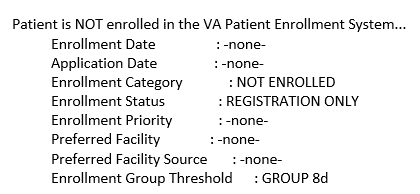 Patient is NOT enrolled in the VA Patient Enrollment System...
Enrollment Date : -none-
Application Date : -none-
Enrollment Category : NOT ENROLLED
Enrollment Status : REGISTRATION ONLY
Enrollment Priority : -none-
Preferred Facility : -none-
Preferred Facility Source : -none-
Enrollment Group Threshold : GROUP 8d